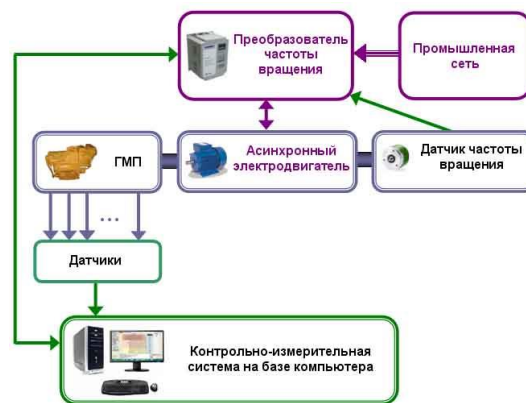 Преобразователь
частоты
вращения
Промышленная
сеть
ГМП
Асинхронный
электродвигатель
Датчик частоты
вращения
...
Датчики
Контрольно-измерительная
система на базе компьютера